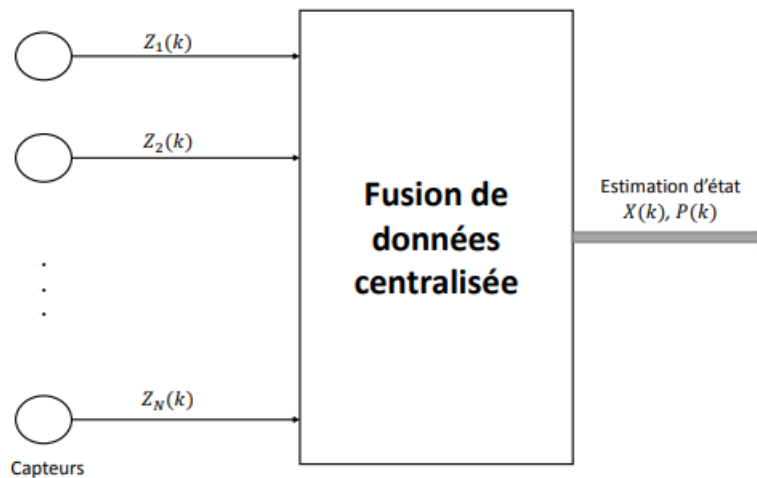 Z₁(k)
Z₂(k)
.
.
.
Z_N(k)
Capteurs
Fusion de
données
centralisée
Estimation d'état
X(k), P(k)